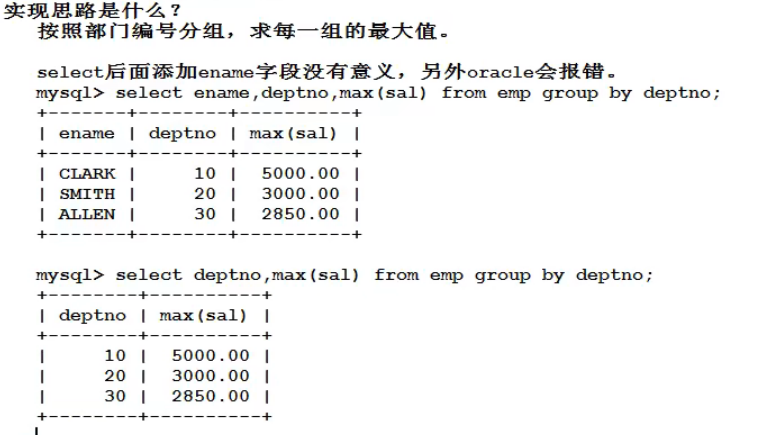 实现思路是什么？
按照部门编号分组，求每一组的最大值。
select后面添加ename字段没有意义，另外oracle会报错。
mysql> select ename,deptno,max(sal) from emp group by deptno;
+-------+--------+----------+
| ename | deptno | max(sal) |
+-------+--------+----------+
| CLARK |     10 |  5000.00 |
| SMITH |     20 |  3000.00 |
| ALLEN |     30 |  2850.00 |
+-------+--------+----------+
mysql> select deptno,max(sal) from emp group by deptno;
+--------+----------+
| deptno | max(sal) |
+--------+----------+
|     10 |  5000.00 |
|     20 |  3000.00 |
|     30 |  2850.00 |
+--------+----------+